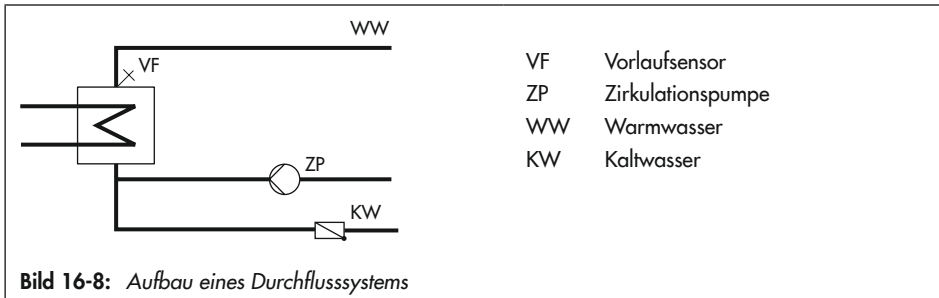 WW
VF
ZP
KW
VF Vorlaufsensor
ZP Zirkulationspumpe
WW Warmwasser
KW Kaltwasser
Bild 16-8: Aufbau eines Durchflusssystems